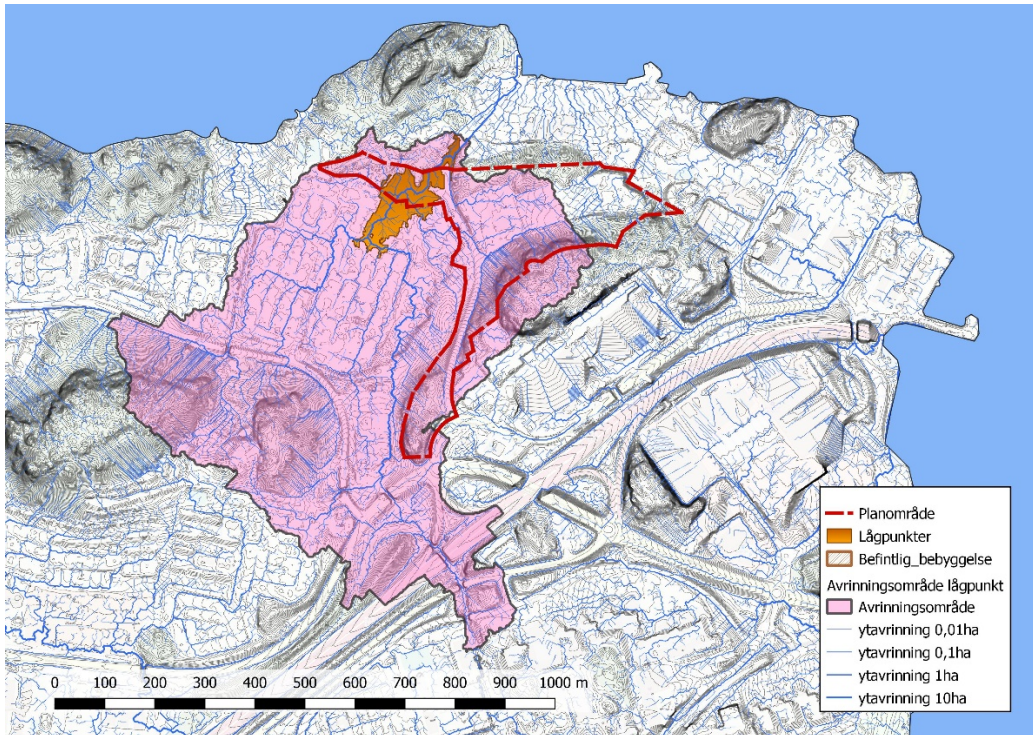 Planområde
Lågpunkter
Befintlig_bebyggelse
Avrinningsområde lågpunkt
Avrinningsområde
ytavrinning 0,01ha
ytavrinning 0,1ha
ytavrinning 1ha
ytavrinning 10ha
0 100 200 300 400 500 600 700 800 900 1000 m